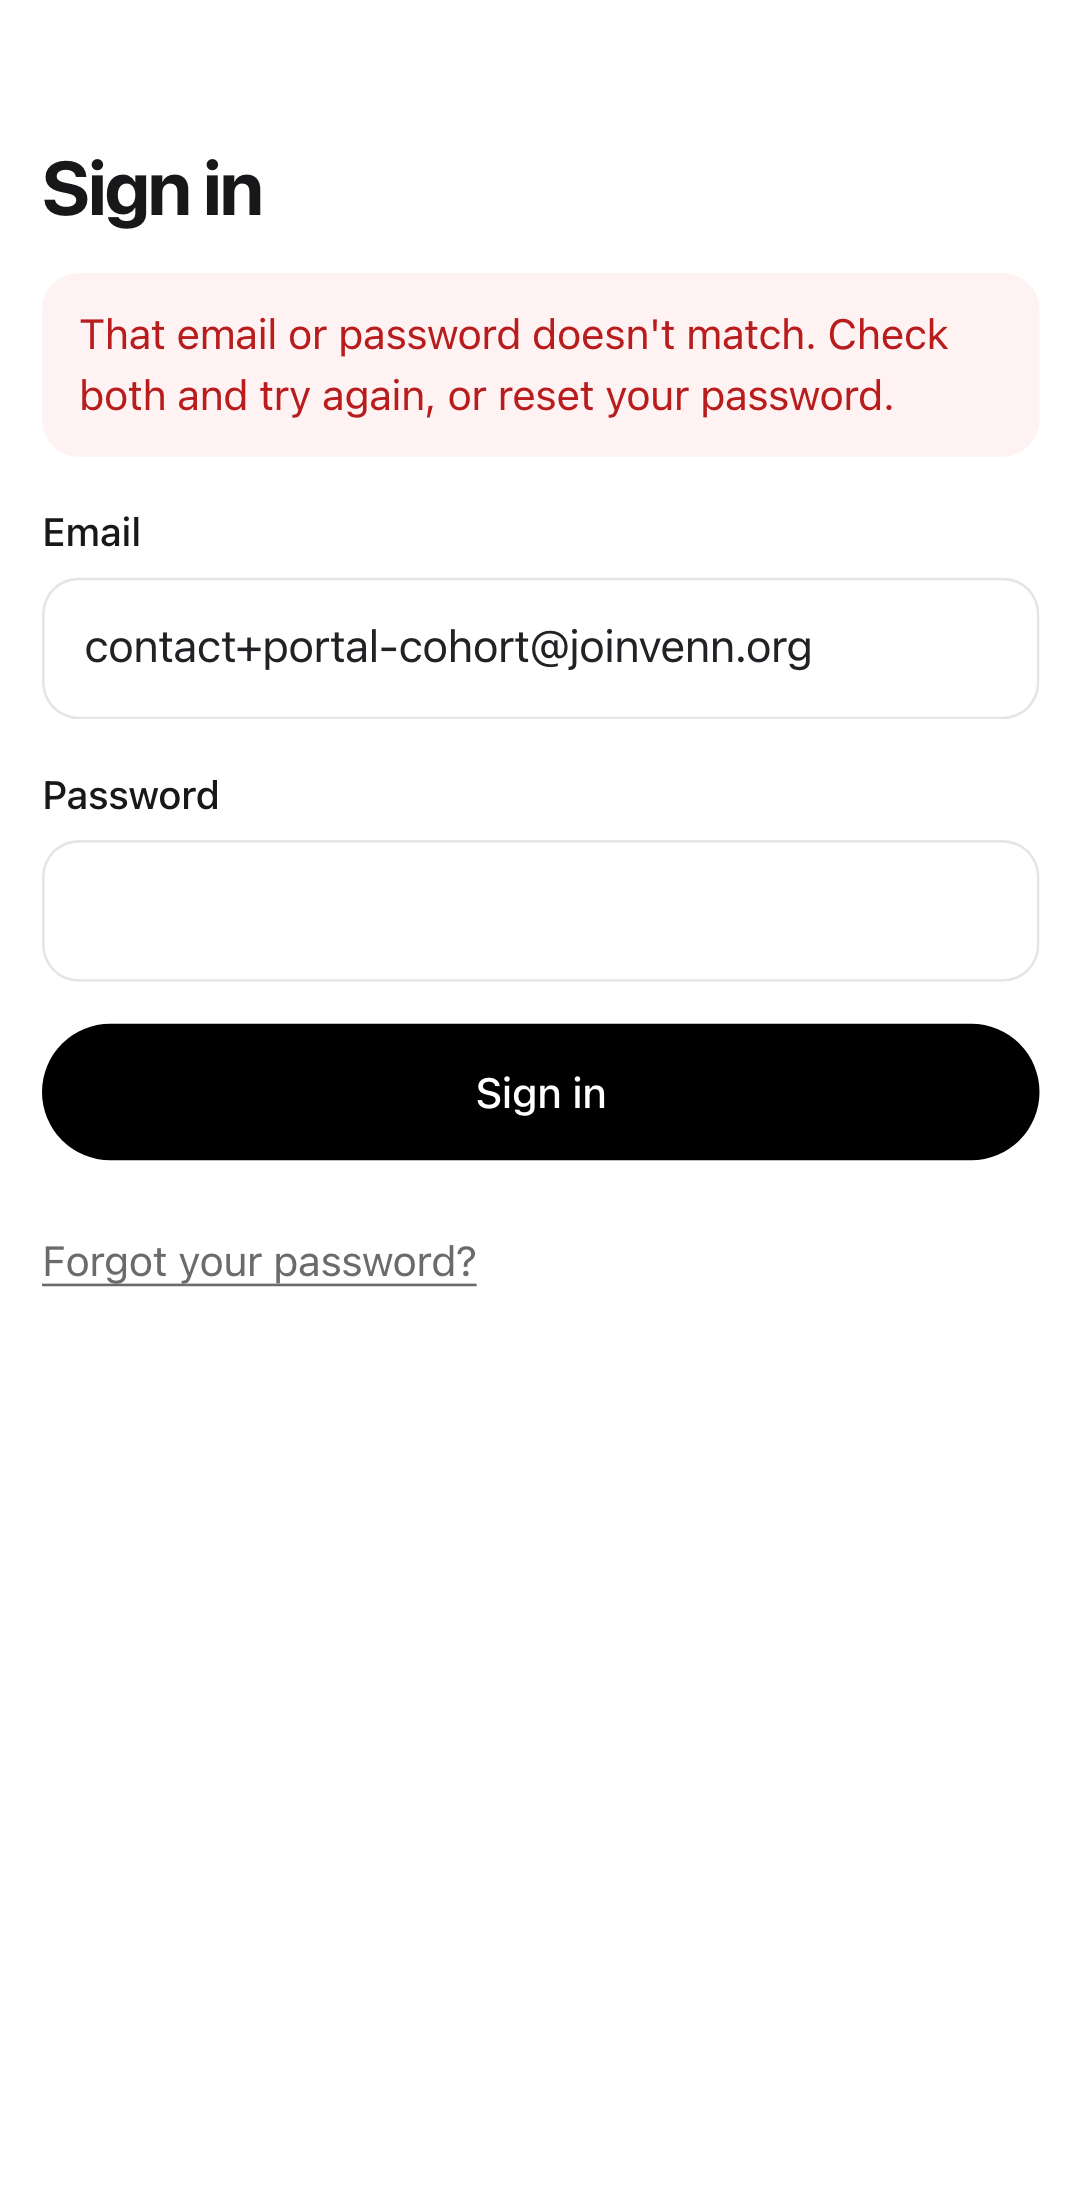 Sign in
That email or password doesn't match. Check
both and try again, or reset your password.
Email
contact+portal-cohort@joinvenn.org
Password
Sign in
Forgot your password?